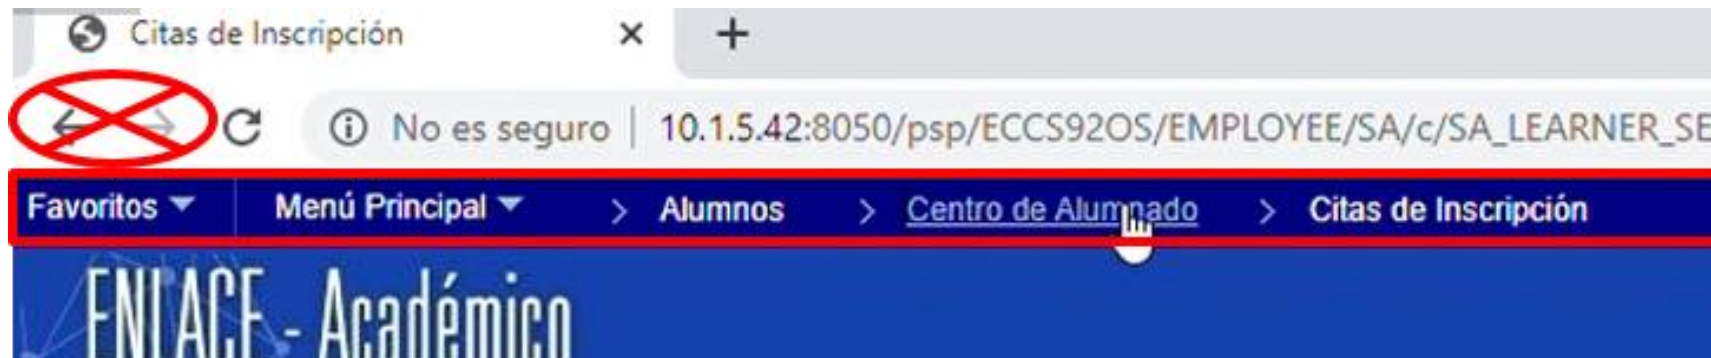 Citas de Inscripción
No es seguro | 10.1.5.42:8050/psp/ECCS92OS/EMPLOYEE/SA/c/SA_LEARNER_SE
Favoritos Menú Principal > Alumnos > Centro de Alumnado > Citas de Inscripción
ENLACE - Académico